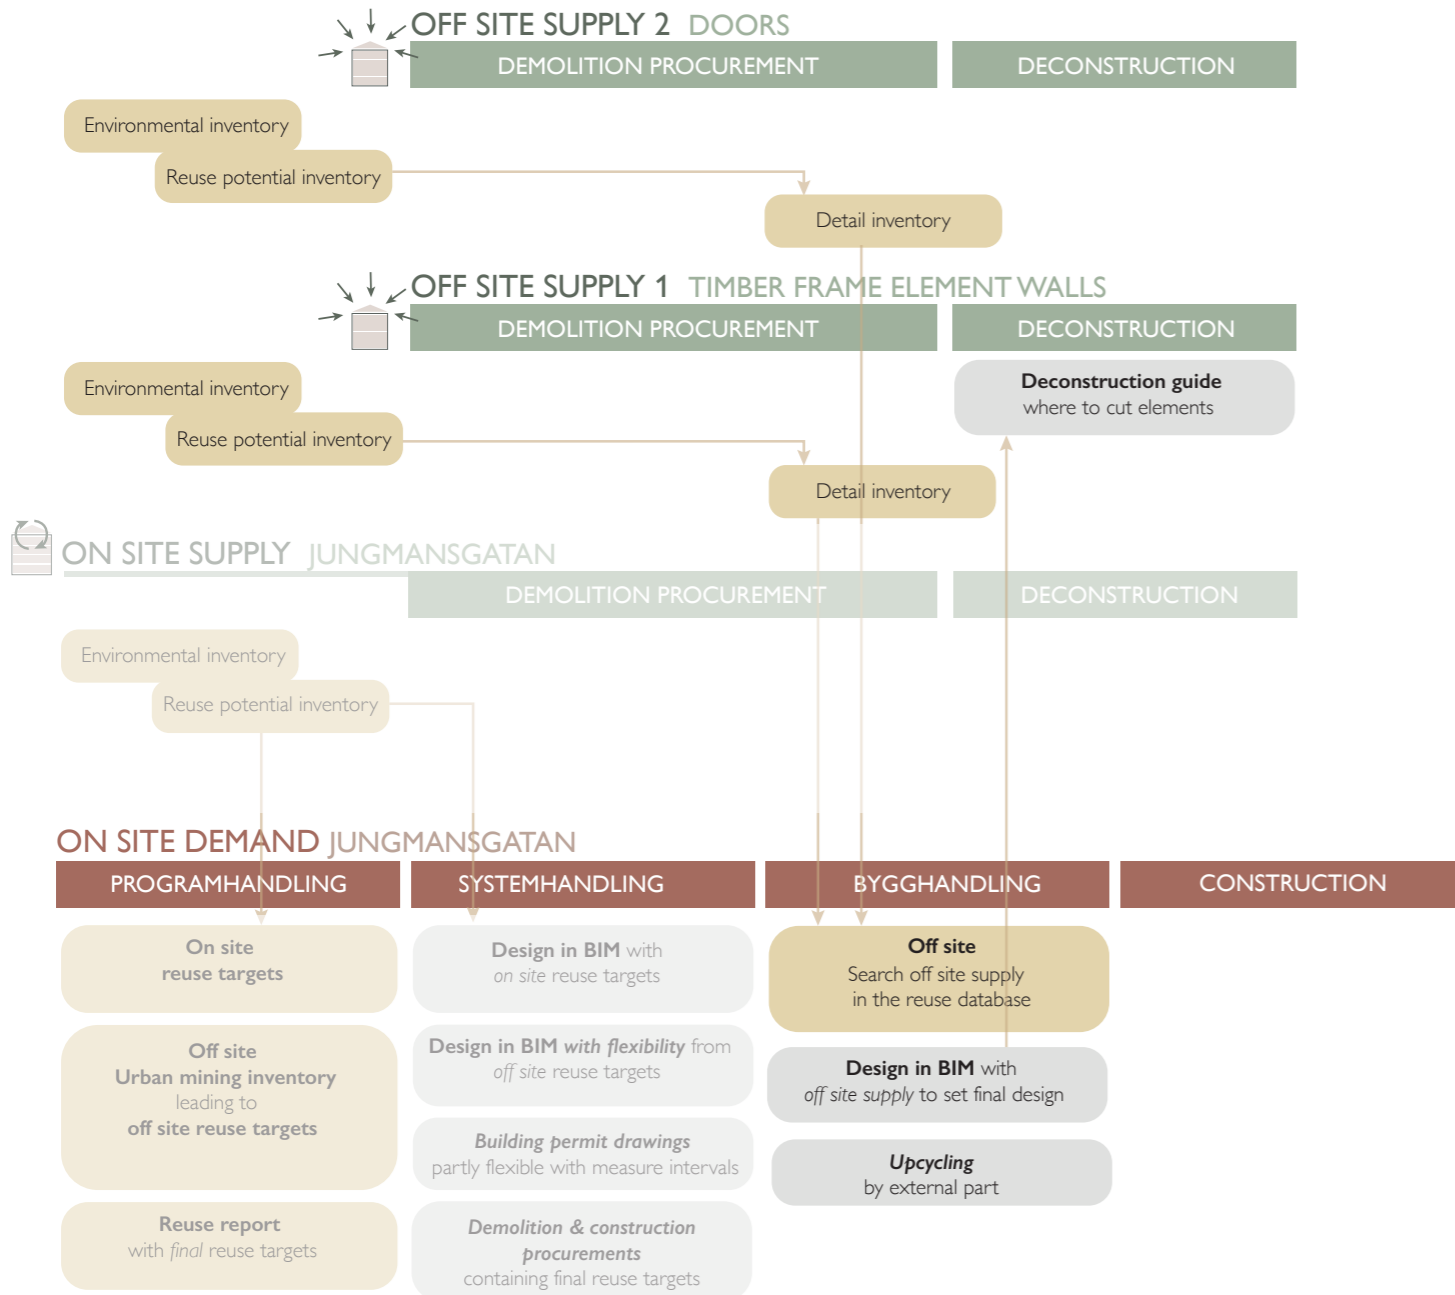 OFF SITE SUPPLY 2 DOORS
DEMOLITION PROCUREMENT
DECONSTRUCTION
Environmental inventory
Reuse potential inventory
Detail inventory
OFF SITE SUPPLY 1 TIMBER FRAME ELEMENT WALLS
DEMOLITION PROCUREMENT
DECONSTRUCTION
Environmental inventory
Deconstruction guide
where to cut elements
Reuse potential inventory
Detail inventory
ON SITE SUPPLY JUNGMANSGATAN
DEMOLITION PROCUREMENT
DECONSTRUCTION
Environmental inventory
Reuse potential inventory
ON SITE DEMAND JUNGMANSGATAN
PROGRAMHANDLING
SYSTEMHANDLING
BYGGHANDLING
CONSTRUCTION
On site
reuse targets
Off site
Urban mining inventory
leading to
off site reuse targets
Reuse report
with final reuse targets
Design in BIM with
on site reuse targets
Design in BIM with flexibility from
off site reuse targets
Building permit drawings
partly flexible with measure intervals
Demolition & construction
procurements
containing final reuse targets
Off site
Search off site supply
in the reuse database
Design in BIM with
off site supply to set final design
Upcycling
by external part